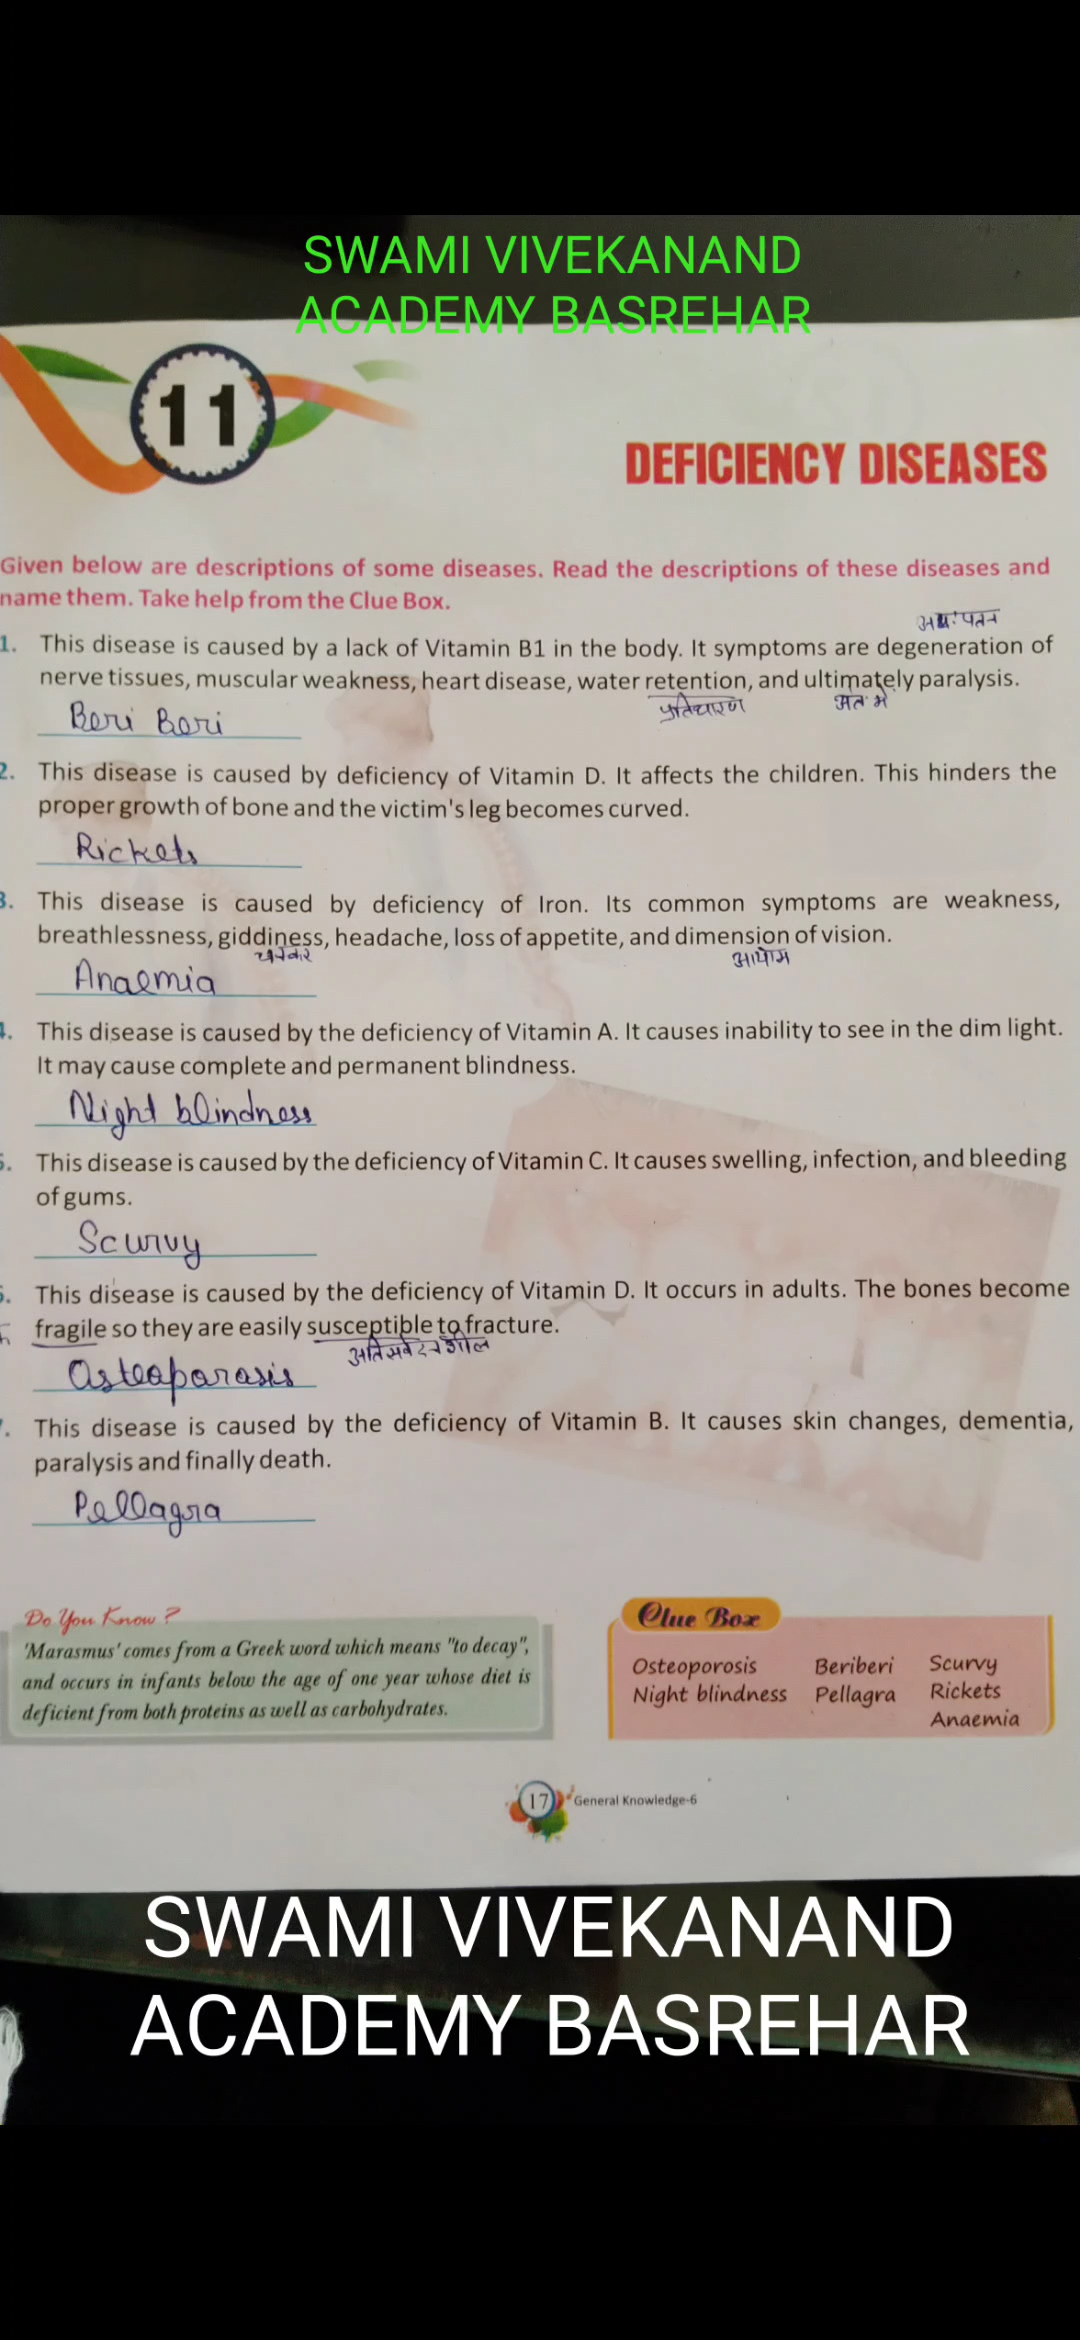 SWAMI VIVEKANAND
ACADEMY BASREHAR
11
DEFICIENCY DISEASES
Given below are descriptions of some diseases. Read the descriptions of these diseases and
name them. Take help from the Clue Box.
1. This disease is caused by a lack of Vitamin B1 in the body. It symptoms are degeneration of
nerve tissues, muscular weakness, heart disease, water retention, and ultimately paralysis.
प्रतिधारण अंत में
Beri Beri
2. This disease is caused by deficiency of Vitamin D. It affects the children. This hinders the
proper growth of bone and the victim's leg becomes curved.
Rickets
3. This disease is caused by deficiency of Iron. Its common symptoms are weakness,
breathlessness, giddiness, headache, loss of appetite, and dimension of vision.
चक्कर आयाम
Anaemia
4. This disease is caused by the deficiency of Vitamin A. It causes inability to see in the dim light.
It may cause complete and permanent blindness.
Night blindness
5. This disease is caused by the deficiency of Vitamin C. It causes swelling, infection, and bleeding
of gums.
Scurvy
6. This disease is caused by the deficiency of Vitamin D. It occurs in adults. The bones become
fragile so they are easily susceptible to fracture.
अतिसंवेदनशील
Osteoparasis
7. This disease is caused by the deficiency of Vitamin B. It causes skin changes, dementia,
paralysis and finally death.
Pellagra
Do You Know ?
'Marasmus' comes from a Greek word which means "to decay",
and occurs in infants below the age of one year whose diet is
deficient from both proteins as well as carbohydrates.
Clue Box
Osteoporosis Beriberi Scurvy
Night blindness Pellagra Rickets
Anaemia
17 General Knowledge-6
SWAMI VIVEKANAND
ACADEMY BASREHAR